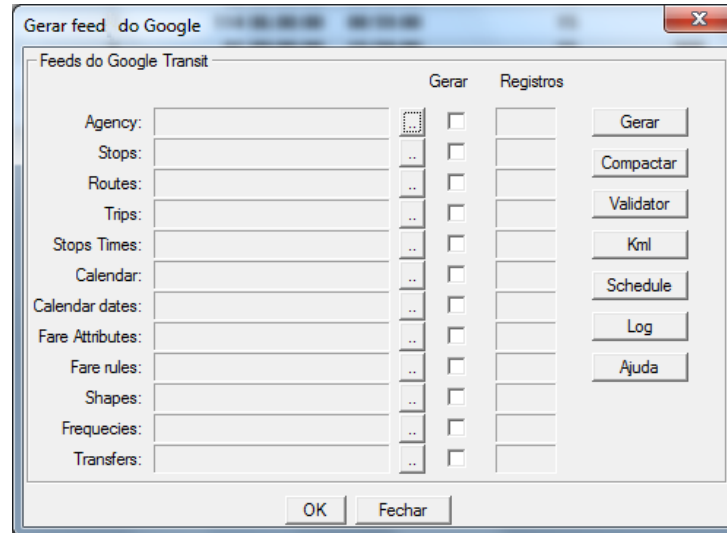 Gerar feed do Google
Feeds do Google Transit
Gerar Registros
Agency: .. Gerar
Stops: .. Compactar
Routes: ..
Trips: .. Validator
Stops Times: .. Kml
Calendar: .. Schedule
Calendar dates: ..
Fare Attributes: .. Log
Fare rules: .. Ajuda
Shapes: ..
Frequecies: ..
Transfers: ..
OK Fechar